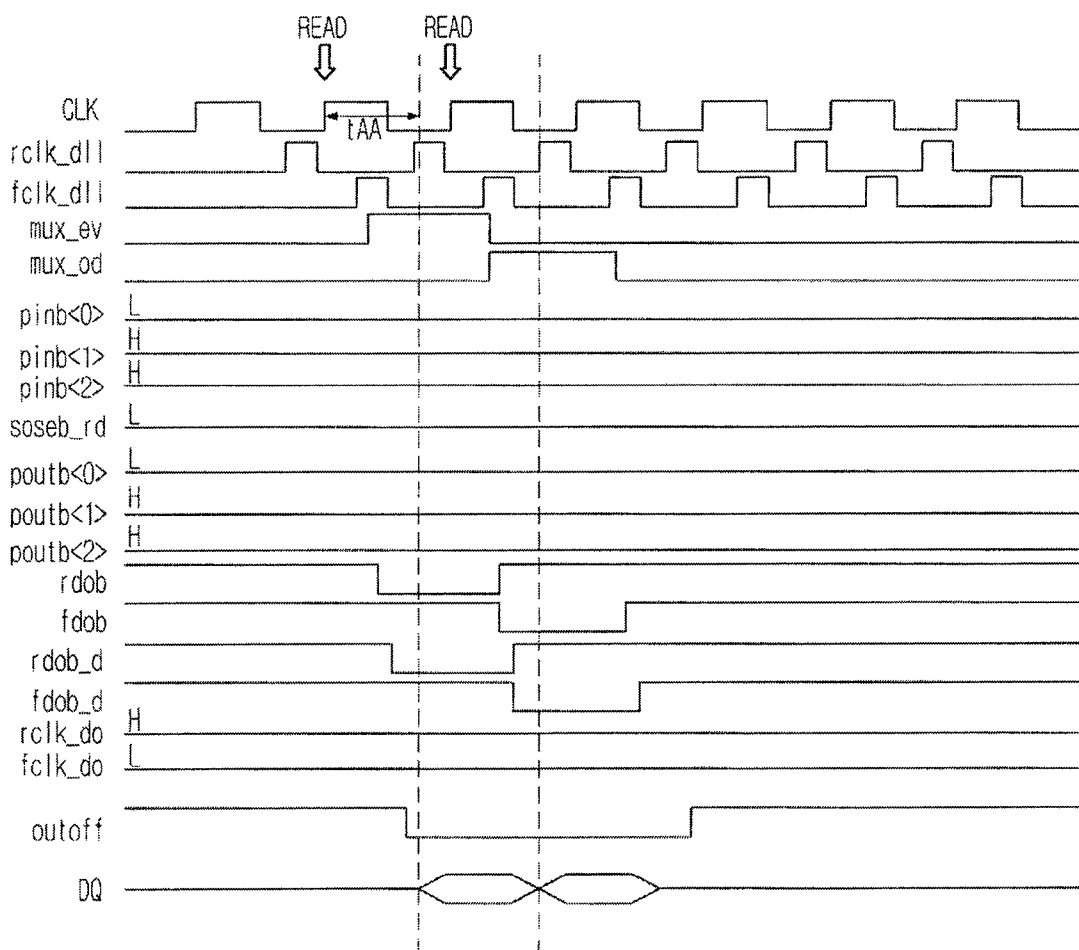 READ READ
CLK
tAA
rclk_dll
fclk_dll
mux_ev
mux_od
pinb<0> L
pinb<1> H
pinb<2> H
soseb_rd L
poutb<0> L
poutb<1> H
poutb<2> H
rdob
fdob
rdob_d
fdob_d
rclk_do H
fclk_do L
outoff
DQ